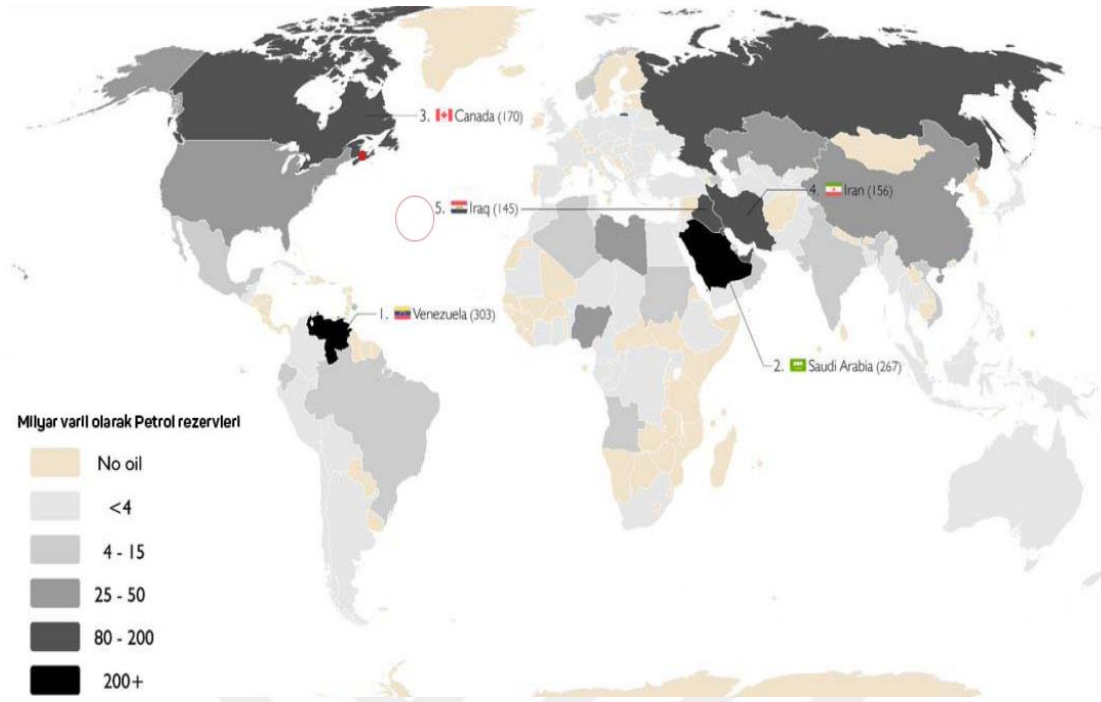 3. Canada (170)
4. Iran (156)
5. Iraq (145)
1. Venezuela (303)
2. Saudi Arabia (267)
Milyar varil olarak Petrol rezervleri
No oil
<4
4 - 15
25 - 50
80 - 200
200+